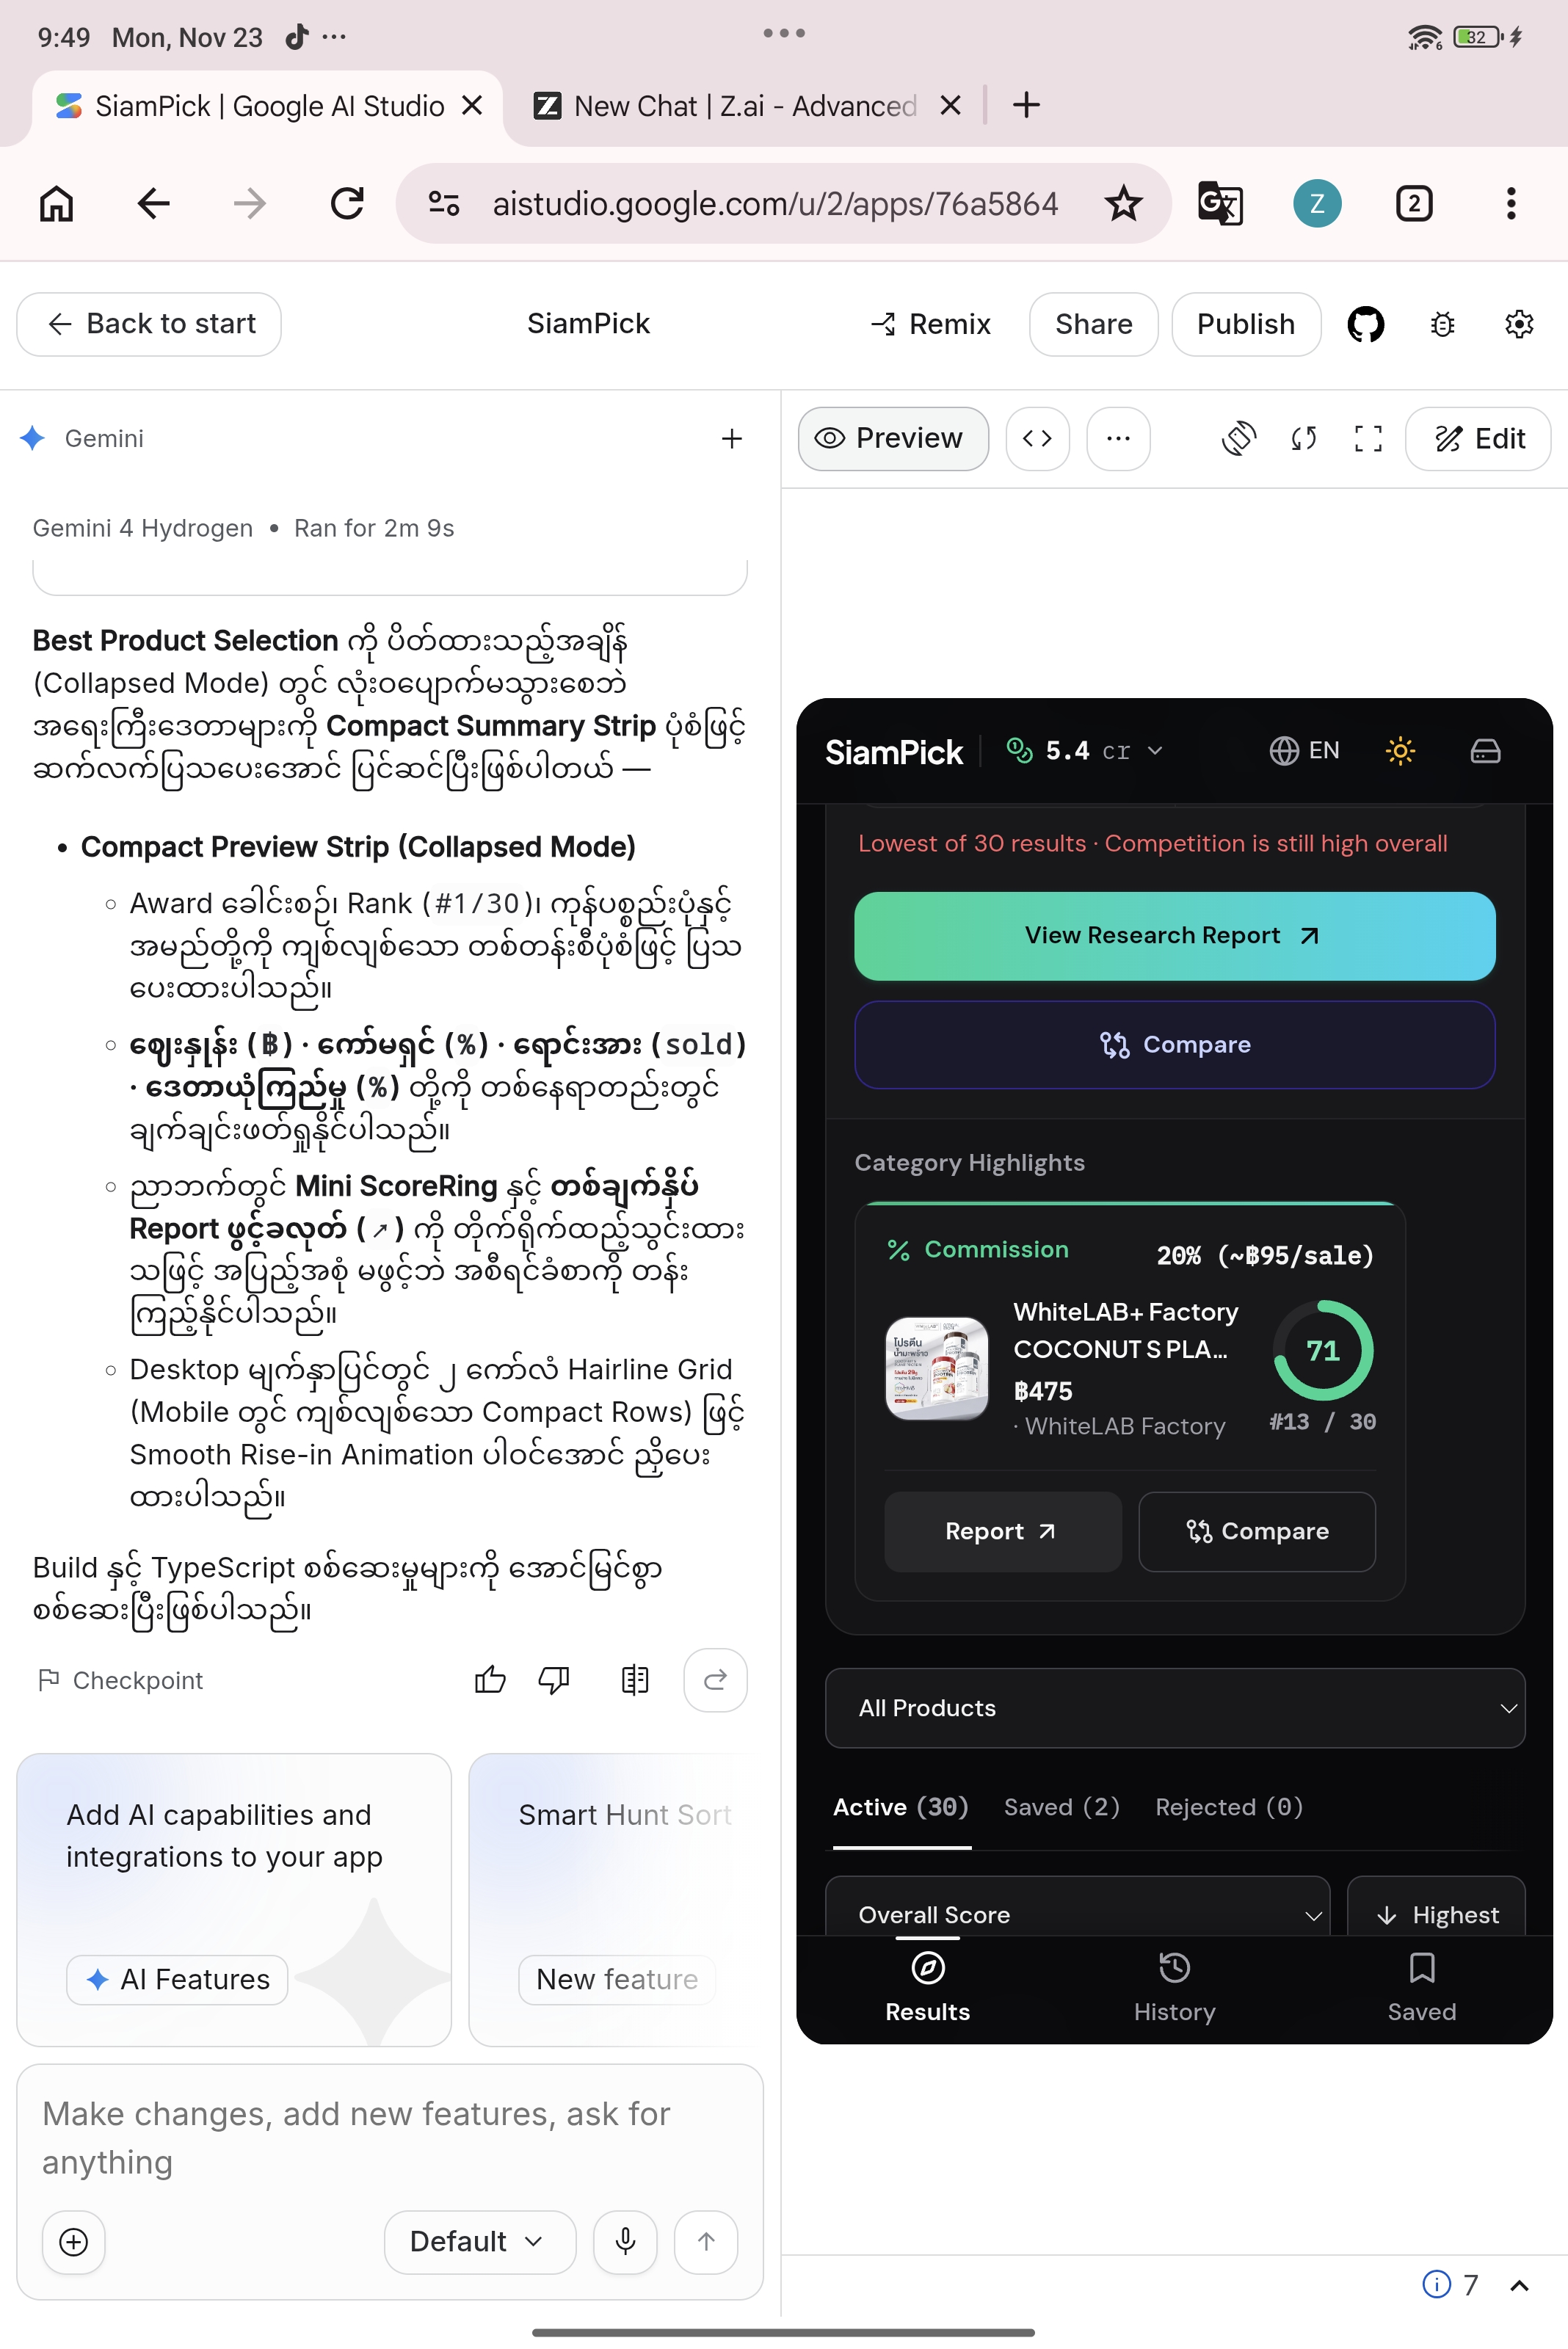 9:49 Mon, Nov 23 ···
32
SiamPick | Google AI Studio
New Chat | Z.ai - Advanced
aistudio.google.com/u/2/apps/76a5864
Z
2
Back to start
SiamPick
Remix
Share
Publish
Gemini
Gemini 4 Hydrogen • Ran for 2m 9s
Best Product Selection ကို ပိတ်ထားသည့်အချိန်
(Collapsed Mode) တွင် လုံးဝပျောက်မသွားစေဘဲ
အရေးကြီးဒေတာများကို Compact Summary Strip ပုံစံဖြင့်
ဆက်လက်ပြသပေးအောင် ပြင်ဆင်ပြီးဖြစ်ပါတယ် —
• Compact Preview Strip (Collapsed Mode)
◦ Award ခေါင်းစဉ်၊ Rank (#1/30)၊ ကုန်ပစ္စည်းပုံနှင့်
အမည်တို့ကို ကျစ်လျစ်သော တစ်တန်းစီပုံစံဖြင့် ပြသ
ပေးထားပါသည်။
◦ ဈေးနှုန်း (฿) · ကော်မရှင် (%) · ရောင်းအား (sold)
· ဒေတာယုံကြည်မှု (%) တို့ကို တစ်နေရာတည်းတွင်
ချက်ချင်းဖတ်ရှုနိုင်ပါသည်။
◦ ညာဘက်တွင် Mini ScoreRing နှင့် တစ်ချက်နှိပ်
Report ဖွင့်ခလုတ် (↗) ကို တိုက်ရိုက်ထည့်သွင်းထား
သဖြင့် အပြည့်အစုံ မဖွင့်ဘဲ အစီရင်ခံစာကို တန်း
ကြည့်နိုင်ပါသည်။
◦ Desktop မျက်နှာပြင်တွင် ၂ ကော်လံ Hairline Grid
(Mobile တွင် ကျစ်လျစ်သော Compact Rows) ဖြင့်
Smooth Rise-in Animation ပါဝင်အောင် ညှိပေး
ထားပါသည်။
Build နှင့် TypeScript စစ်ဆေးမှုများကို အောင်မြင်စွာ
စစ်ဆေးပြီးဖြစ်ပါသည်။
Checkpoint
Add AI capabilities and
integrations to your app
AI Features
Smart Hunt Sort
New feature
Make changes, add new features, ask for
anything
Default
Preview
Edit
SiamPick
5.4 cr
EN
Lowest of 30 results · Competition is still high overall
View Research Report
Compare
Category Highlights
Commission
20% (~฿95/sale)
WhiteLAB+ Factory
COCONUT S PLA...
฿475
· WhiteLAB Factory
71
#13 / 30
Report
Compare
All Products
Active (30) Saved (2) Rejected (0)
Overall Score
Highest
Results
History
Saved
7